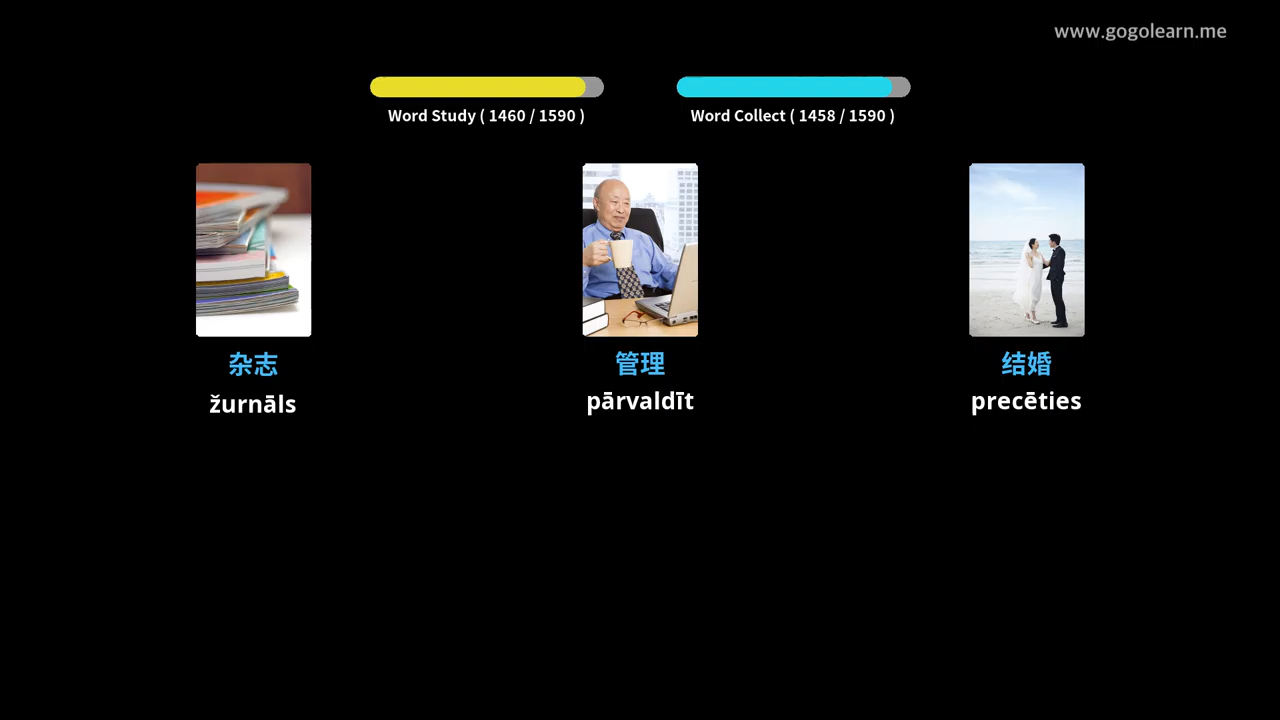 www.gogolearn.me
Word Study ( 1460 / 1590 )
Word Collect ( 1458 / 1590 )
杂志
管理
结婚
žurnāls
pārvaldīt
precēties